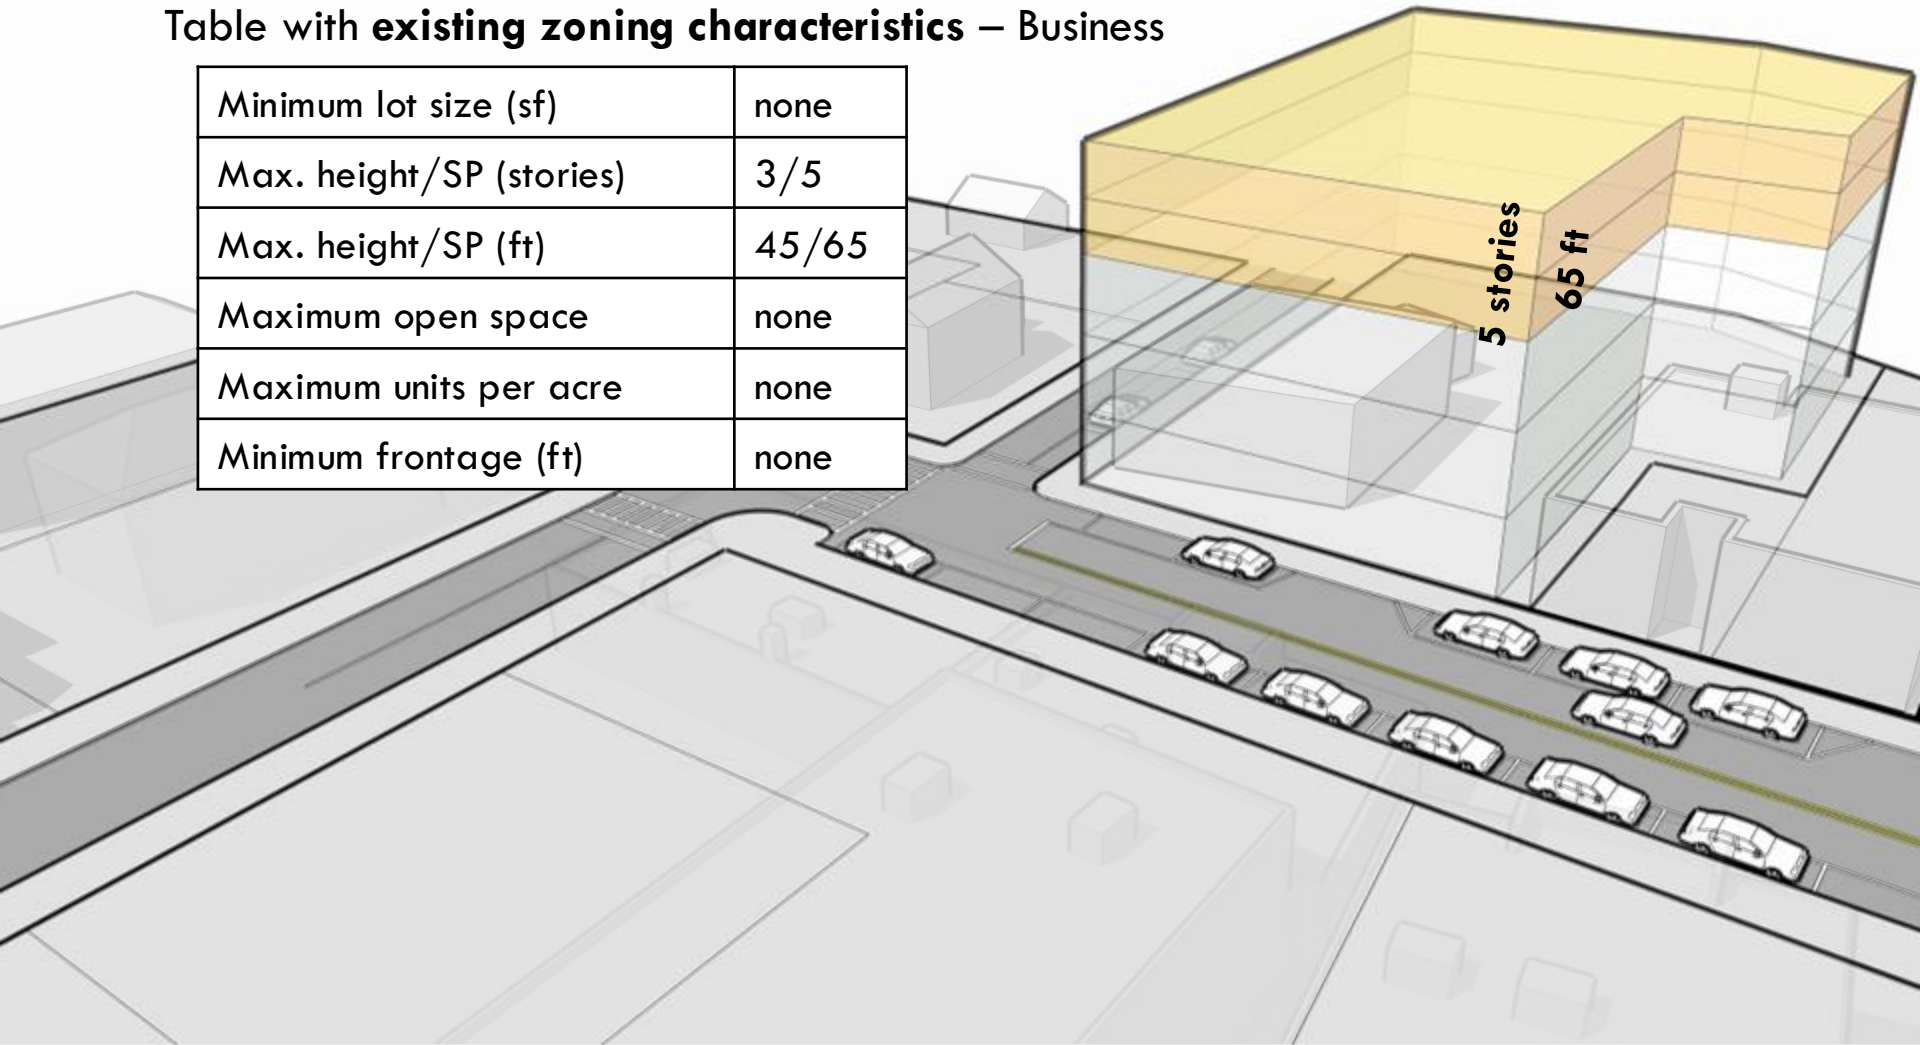 Table with existing zoning characteristics – Business
Minimum lot size (sf) none
Max. height/SP (stories) 3/5
Max. height/SP (ft) 45/65
Maximum open space none
Maximum units per acre none
Minimum frontage (ft) none
5 stories
65 ft